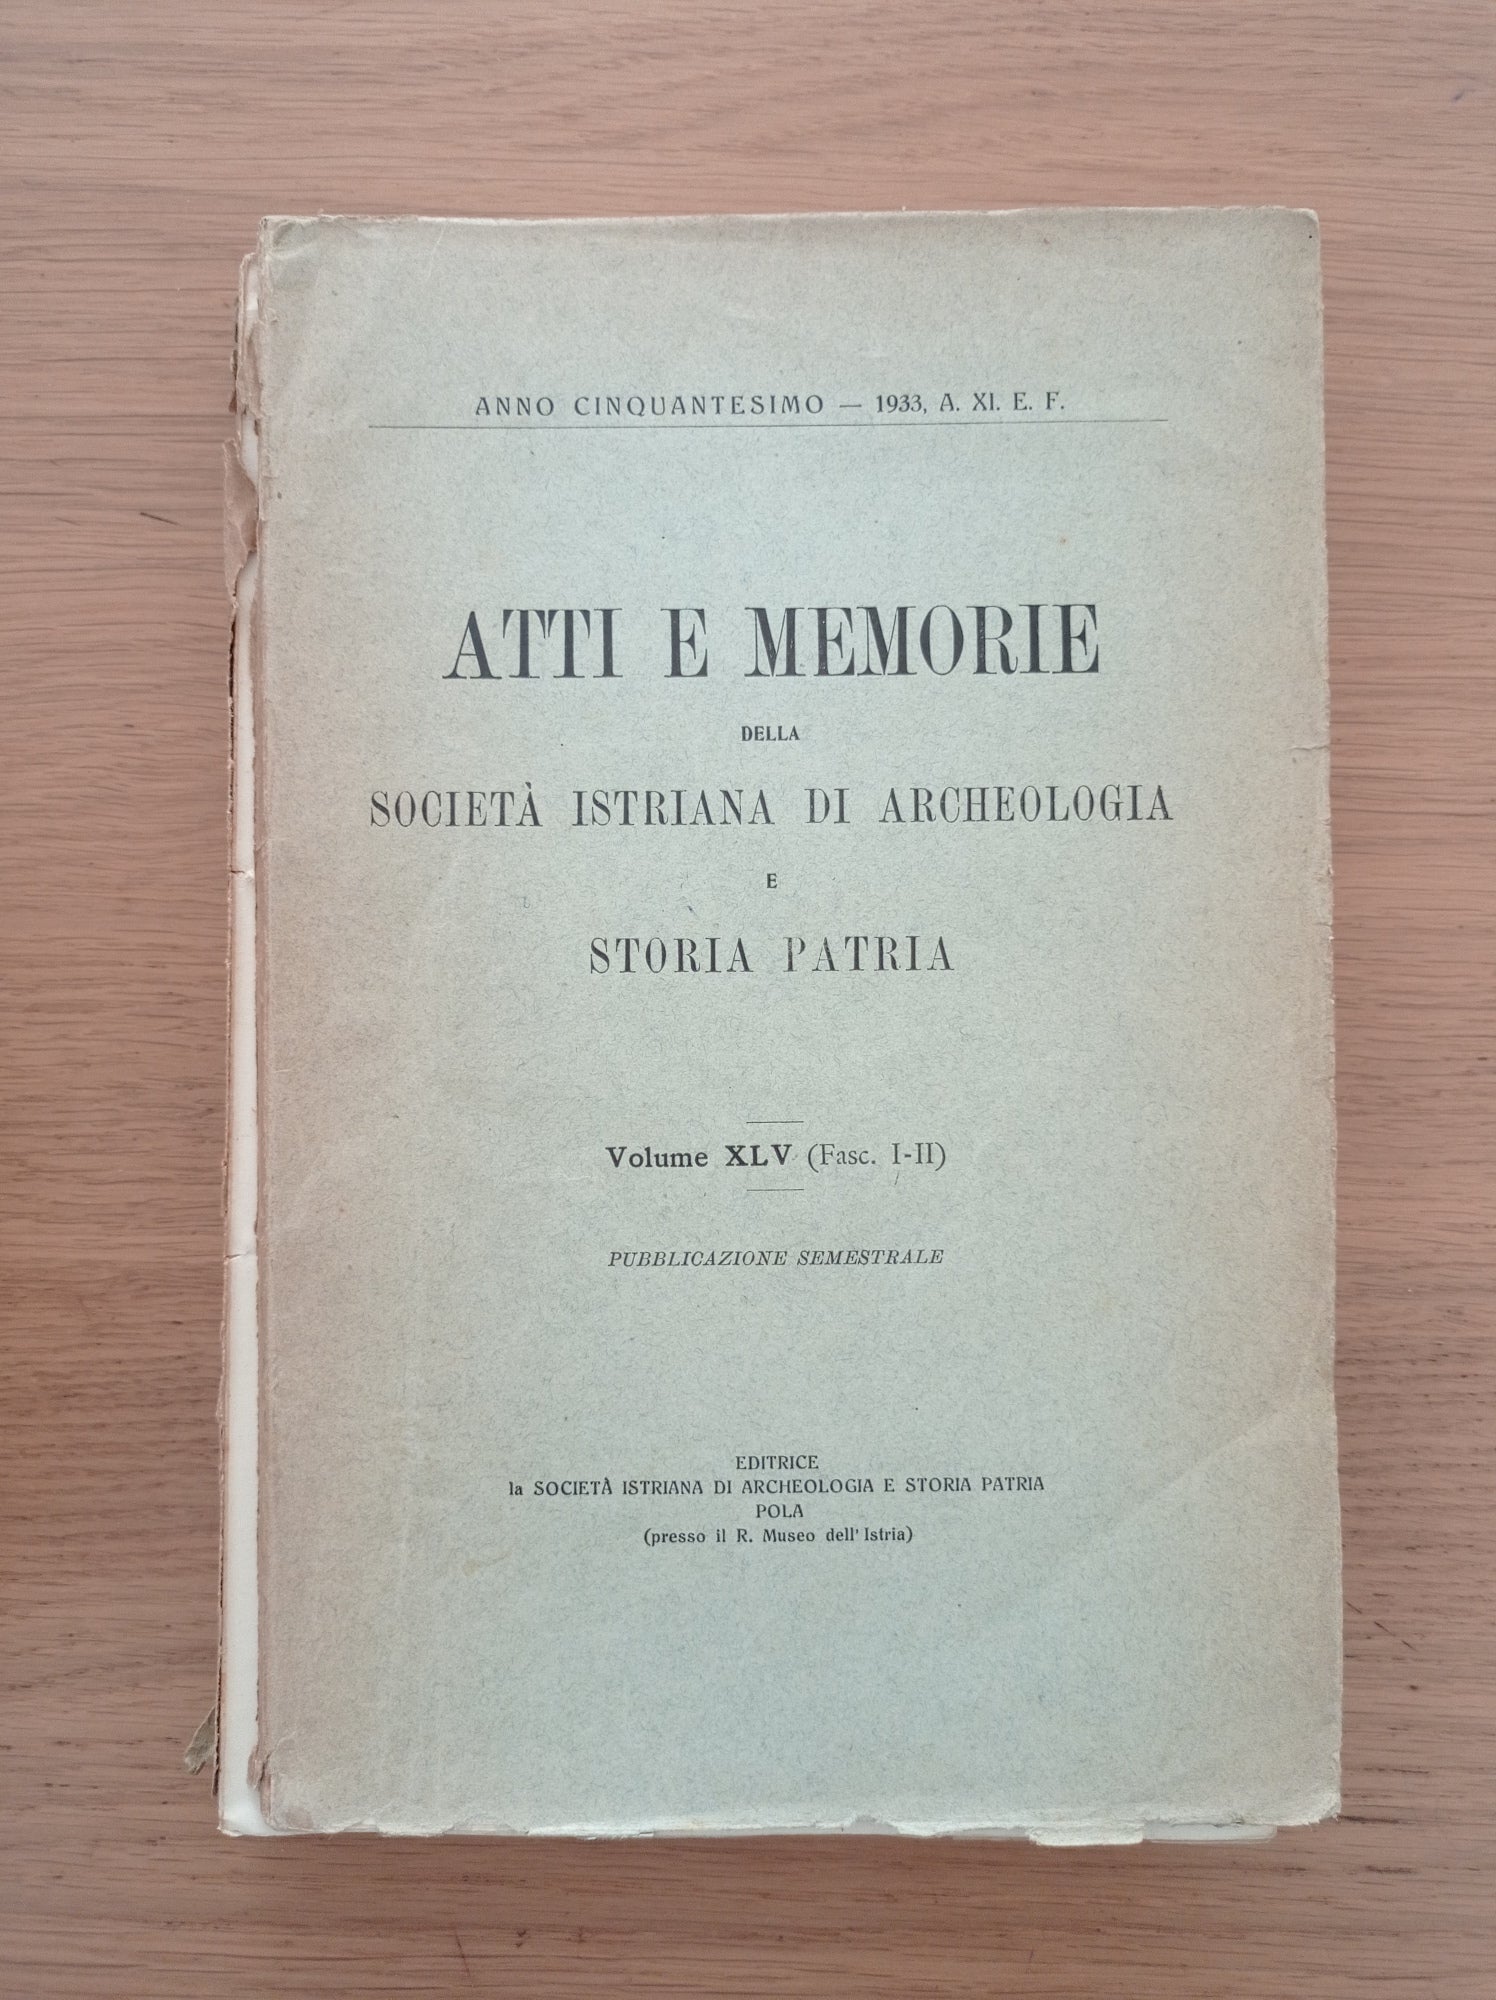 ANNO CINQUANTESIMO — 1933, A. XI. E. F.
ATTI E MEMORIE
DELLA
SOCIETÀ ISTRIANA DI ARCHEOLOGIA
E
STORIA PATRIA
Volume XLV (Fasc. I-II)
PUBBLICAZIONE SEMESTRALE
EDITRICE
la SOCIETÀ ISTRIANA DI ARCHEOLOGIA E STORIA PATRIA
POLA
(presso il R. Museo dell' Istria)